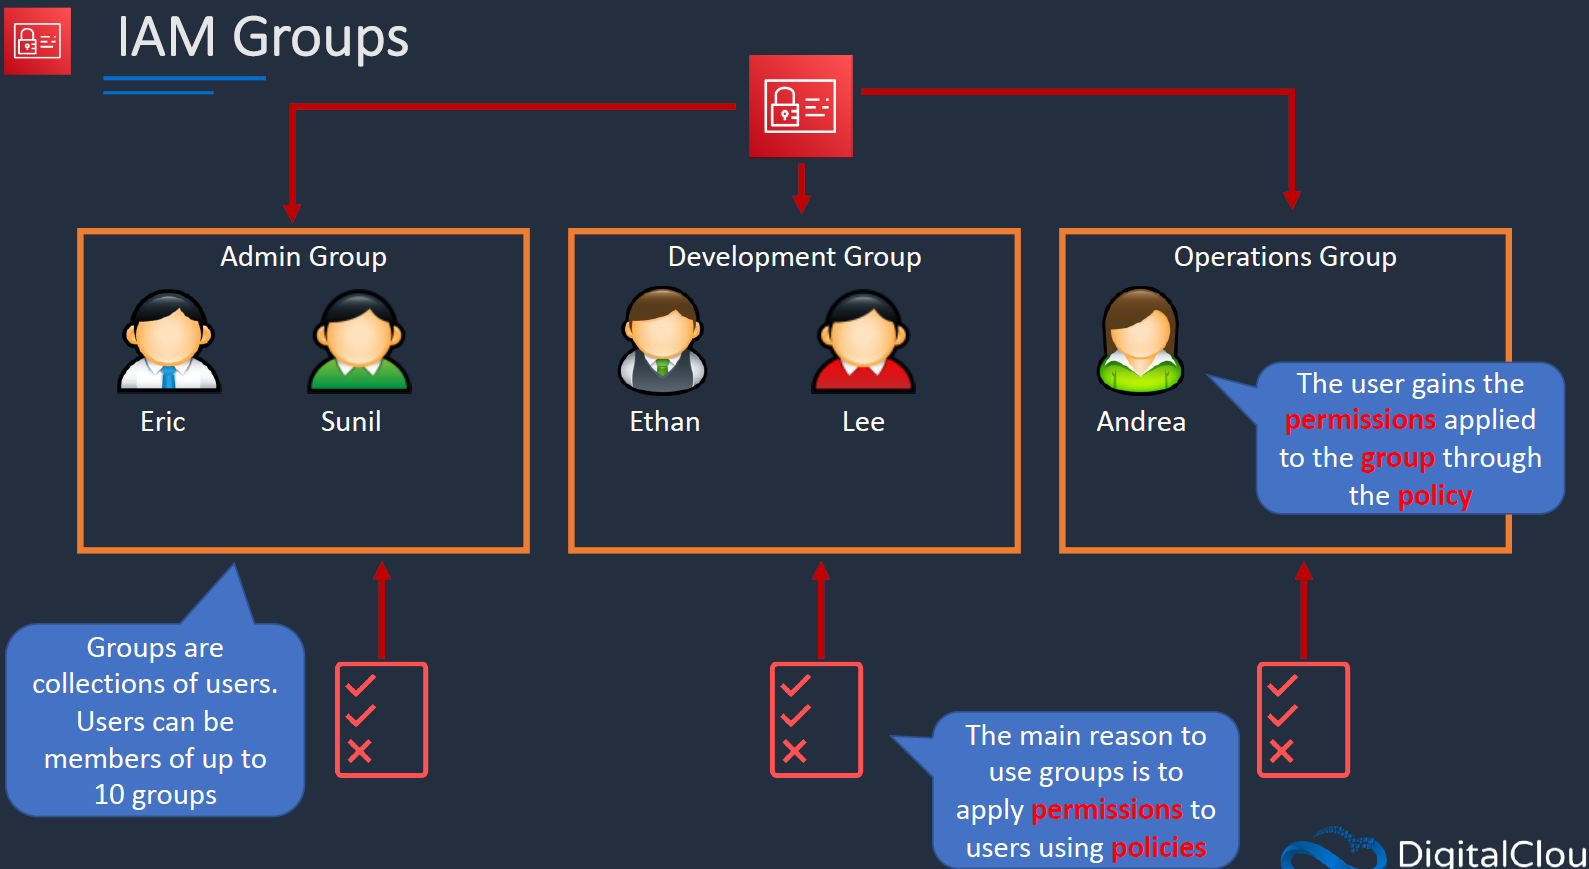 IAM Groups
Admin Group
Eric
Sunil
Development Group
Ethan
Lee
Operations Group
Andrea
The user gains the
permissions applied
to the group through
the policy
Groups are
collections of users.
Users can be
members of up to
10 groups
The main reason to
use groups is to
apply permissions to
users using policies
DigitalClou